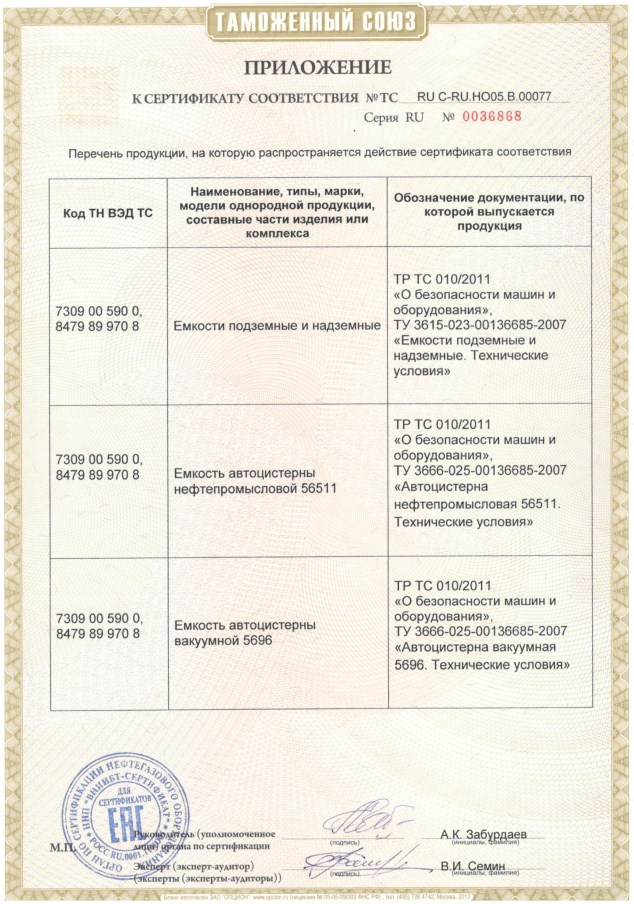 ТАМОЖЕННЫЙ СОЮЗ
ПРИЛОЖЕНИЕ
К СЕРТИФИКАТУ СООТВЕТСТВИЯ № ТС RU C-RU.HO05.B.00077
Серия RU № 0036868
Перечень продукции, на которую распространяется действие сертификата соответствия
Код ТН ВЭД ТС
Наименование, типы, марки,
модели однородной продукции,
составные части изделия или
комплекса
Обозначение документации, по
которой выпускается
продукция
7309 00 590 0,
8479 89 970 8
Емкости подземные и надземные
ТР ТС 010/2011
«О безопасности машин и
оборудования»,
ТУ 3615-023-00136685-2007
«Емкости подземные и
надземные. Технические
условия»
7309 00 590 0,
8479 89 970 8
Емкость автоцистерны
нефтепромысловой 56511
ТР ТС 010/2011
«О безопасности машин и
оборудования»,
ТУ 3666-025-00136685-2007
«Автоцистерна
нефтепромысловая 56511.
Технические условия»
7309 00 590 0,
8479 89 970 8
Емкость автоцистерны
вакуумной 5696
ТР ТС 010/2011
«О безопасности машин и
оборудования»,
ТУ 3666-025-00136685-2007
«Автоцистерна вакуумная
5696. Технические условия»
ОРГАН ПО СЕРТИФИКАЦИИ НЕФТЕГАЗОВОГО
НП "ВНИИБТ-СЕРТИФИКАТ"
ДЛЯ
СЕРТИФИКАТОВ
ЕАС
РОСС RU.0001.
М.П.
Руководитель (уполномоченное
лицо) органа по сертификации
(подпись)
А.К. Забурдаев
(инициалы, фамилия)
Эксперт (эксперт-аудитор)
(эксперты (эксперты-аудиторы))
(подпись)
В.И. Семин
(инициалы, фамилия)
Бланк изготовлен ЗАО "ОПЦИОН", www.opcion.ru (лицензия № 05-05-09/003 ФНС РФ), тел. (495) 726 4742, Москва, 2013